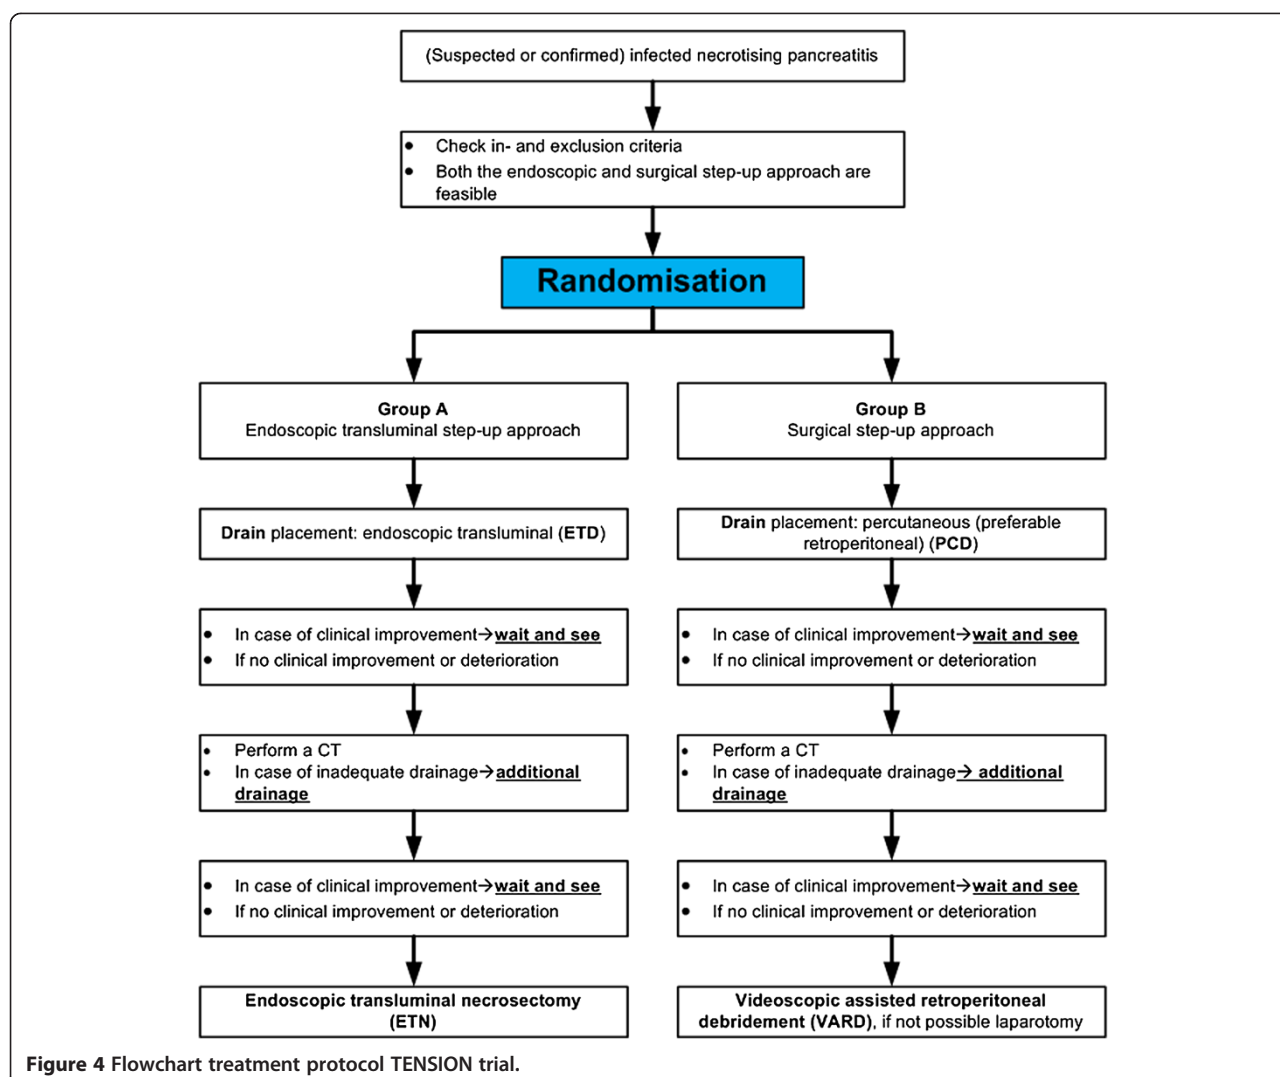 (Suspected or confirmed) infected necrotising pancreatitis
• Check in- and exclusion criteria
• Both the endoscopic and surgical step-up approach are
feasible
Randomisation
Group A
Endoscopic transluminal step-up approach
Drain placement: endoscopic transluminal (ETD)
• In case of clinical improvement→wait and see
• If no clinical improvement or deterioration
• Perform a CT
• In case of inadequate drainage→additional
drainage
• In case of clinical improvement→wait and see
• If no clinical improvement or deterioration
Endoscopic transluminal necrosectomy
(ETN)
Group B
Surgical step-up approach
Drain placement: percutaneous (preferable
retroperitoneal) (PCD)
• In case of clinical improvement→wait and see
• If no clinical improvement or deterioration
• Perform a CT
• In case of inadequate drainage→ additional
drainage
• In case of clinical improvement→wait and see
• If no clinical improvement or deterioration
Videoscopic assisted retroperitoneal
debridement (VARD), if not possible laparotomy
Figure 4 Flowchart treatment protocol TENSION trial.